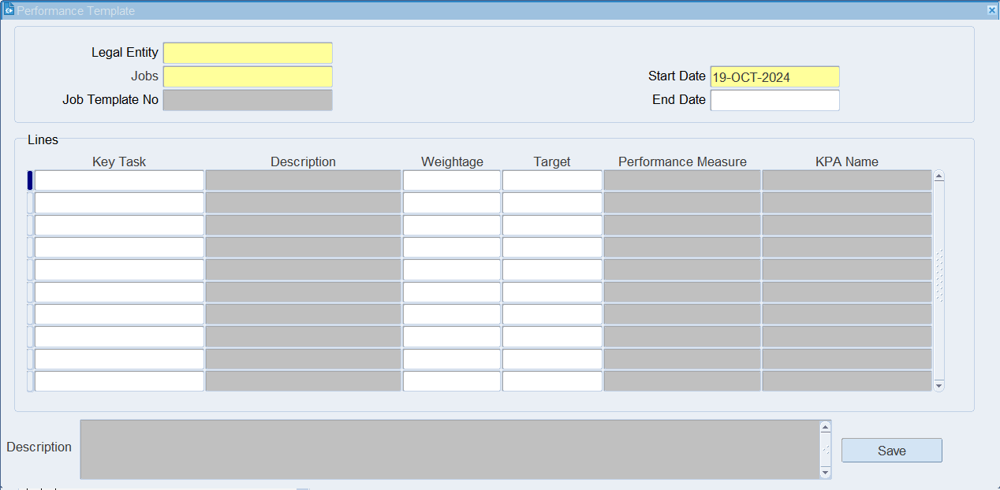 Performance Template
Legal Entity
Jobs
Start Date 19-OCT-2024
Job Template No
End Date
Lines
Key Task Description Weightage Target Performance Measure KPA Name
Description
Save